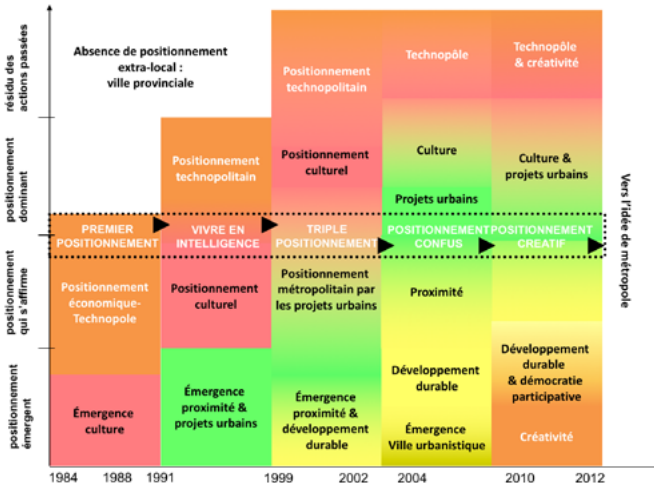 résidu des
actions passées
positionnement
dominant
positionnement
qui s'affirme
positionnement
émergent
Absence de positionnement
extra-local :
ville provinciale
PREMIER
POSITIONNEMENT
Positionnement
économique-
Technopole
Émergence
culture
Positionnement
technopolitain
VIVRE EN
INTELLIGENCE
Positionnement
culturel
Émergence
proximité &
projets urbains
Positionnement
technopolitain
Positionnement
culturel
TRIPLE
POSITIONNEMENT
Positionnement
métropolitain par
les projets urbains
Émergence
proximité &
développement
durable
Technopôle
Culture
Projets urbains
POSITIONNEMENT
CONFUS
Proximité
Développement
durable
Émergence
Ville urbanistique
Technopôle
& créativité
Culture &
projets urbains
POSITIONNEMENT
CREATIF
Développement
durable
& démocratie
participative
Créativité
Vers l'idée de métropole
1984 1988 1991 1999 2002 2004 2010 2012